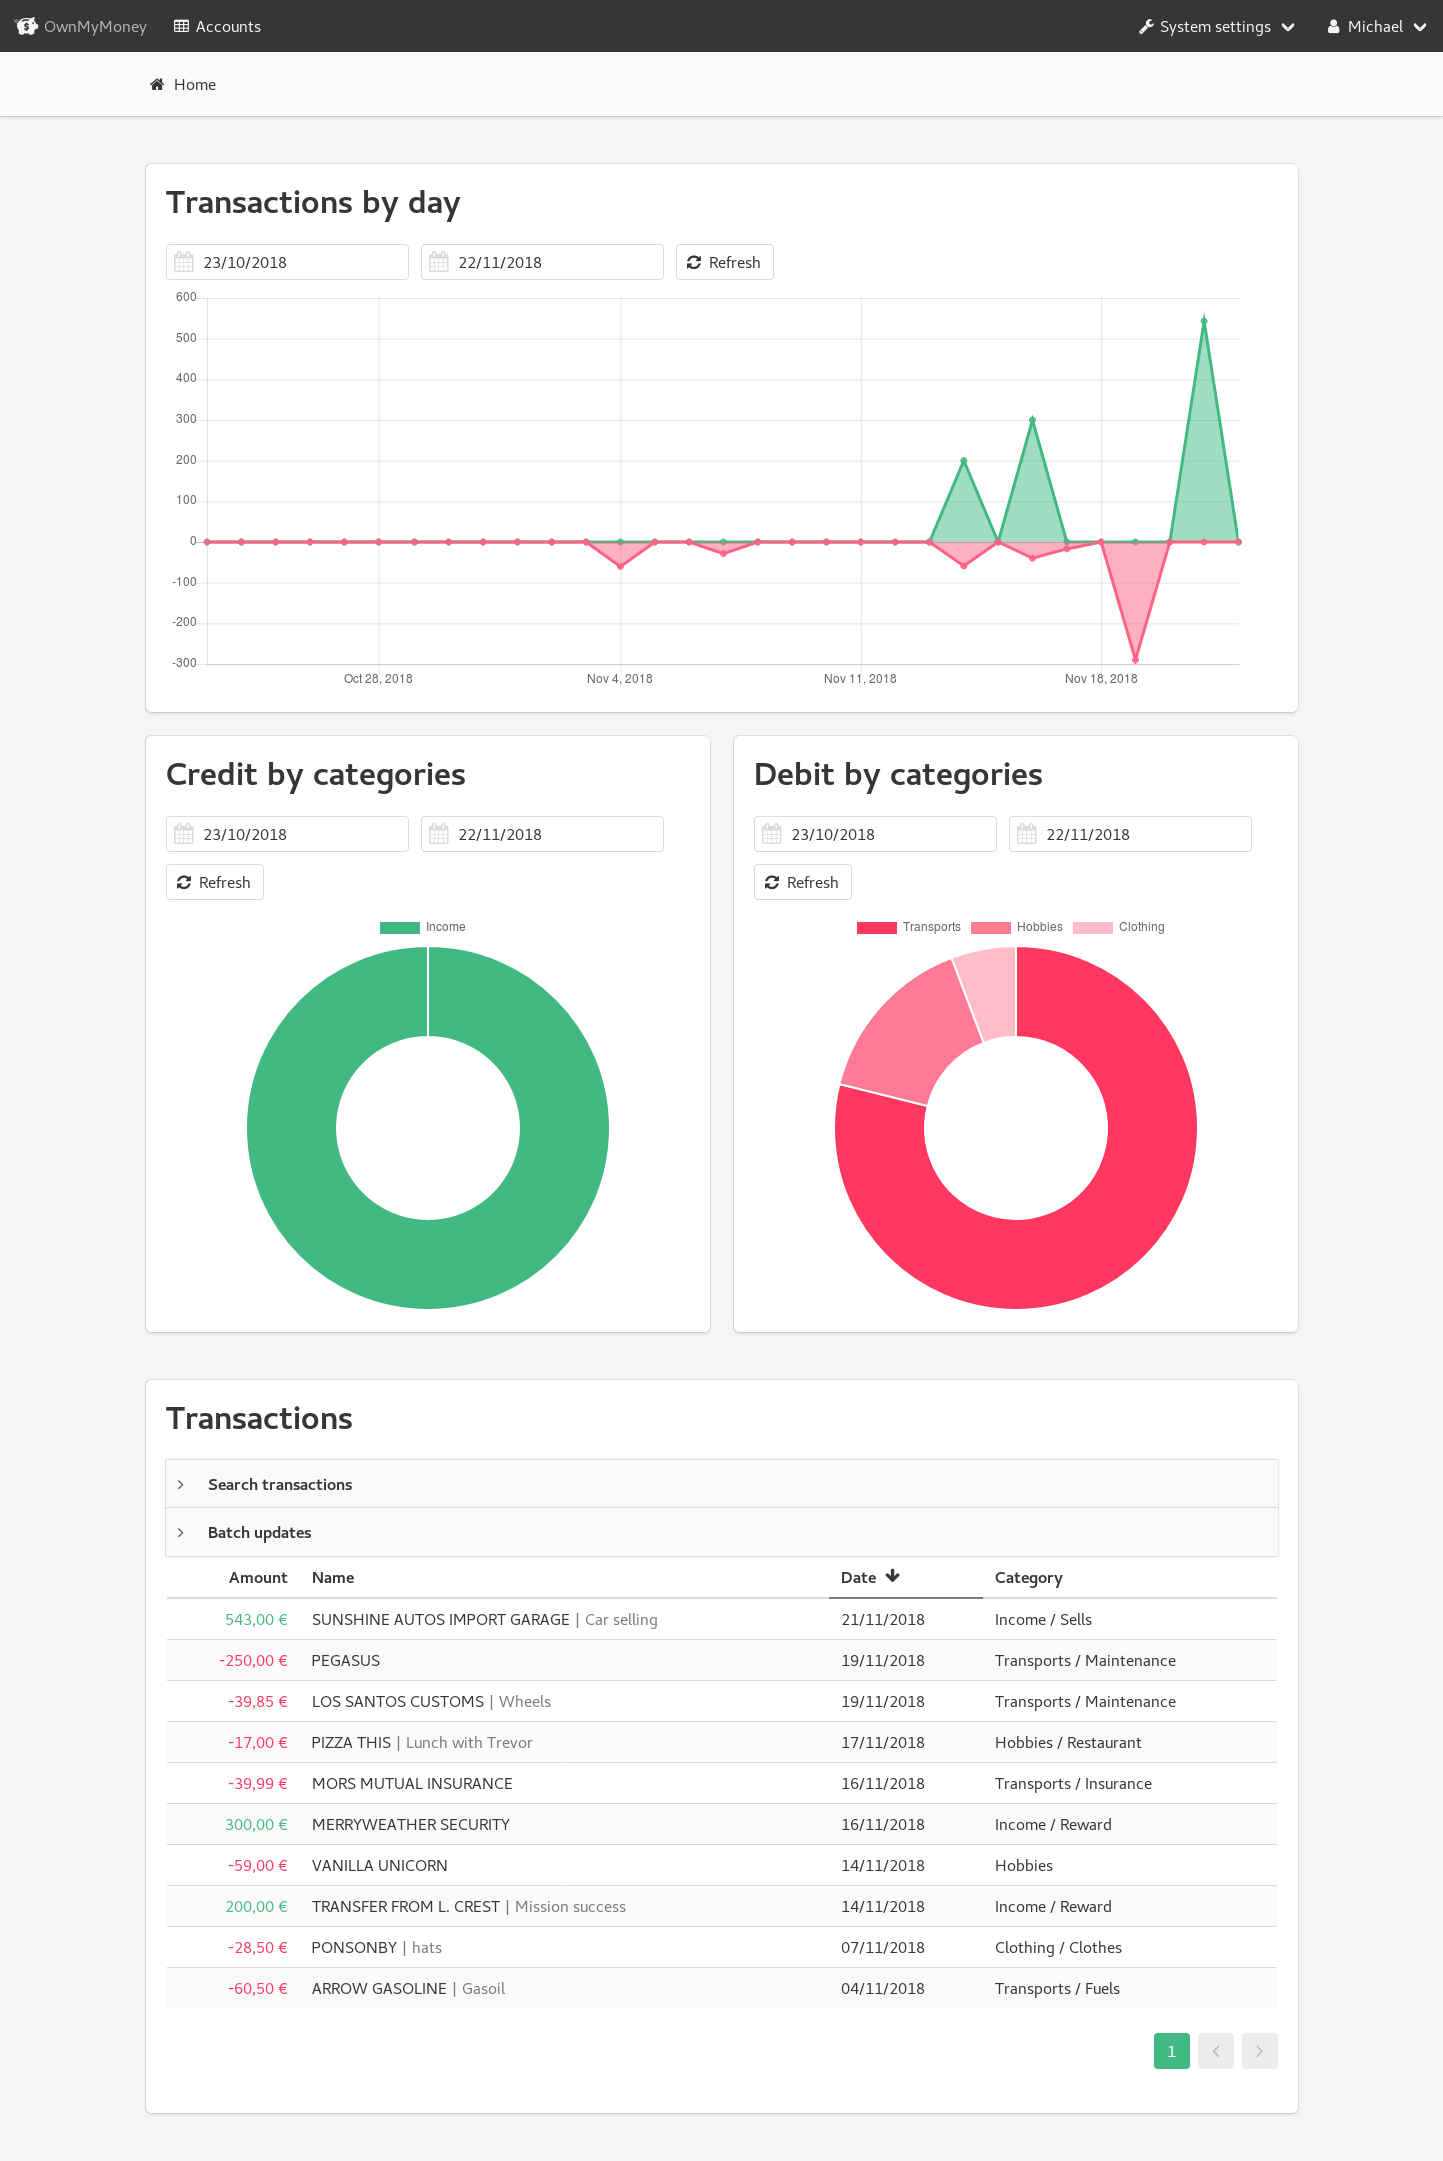 OwnMyMoney Accounts System settings Michael
Home
Transactions by day
23/10/2018 22/11/2018 Refresh
600
500
400
300
200
100
0
-100
-200
-300
Oct 28, 2018 Nov 4, 2018 Nov 11, 2018 Nov 18, 2018
Credit by categories
23/10/2018 22/11/2018
Refresh
Income
Debit by categories
23/10/2018 22/11/2018
Refresh
Transports Hobbies Clothing
Transactions
Search transactions
Batch updates
Amount Name Date Category
543,00 € SUNSHINE AUTOS IMPORT GARAGE | Car selling 21/11/2018 Income / Sells
-250,00 € PEGASUS 19/11/2018 Transports / Maintenance
-39,85 € LOS SANTOS CUSTOMS | Wheels 19/11/2018 Transports / Maintenance
-17,00 € PIZZA THIS | Lunch with Trevor 17/11/2018 Hobbies / Restaurant
-39,99 € MORS MUTUAL INSURANCE 16/11/2018 Transports / Insurance
300,00 € MERRYWEATHER SECURITY 16/11/2018 Income / Reward
-59,00 € VANILLA UNICORN 14/11/2018 Hobbies
200,00 € TRANSFER FROM L. CREST | Mission success 14/11/2018 Income / Reward
-28,50 € PONSONBY | hats 07/11/2018 Clothing / Clothes
-60,50 € ARROW GASOLINE | Gasoil 04/11/2018 Transports / Fuels
1